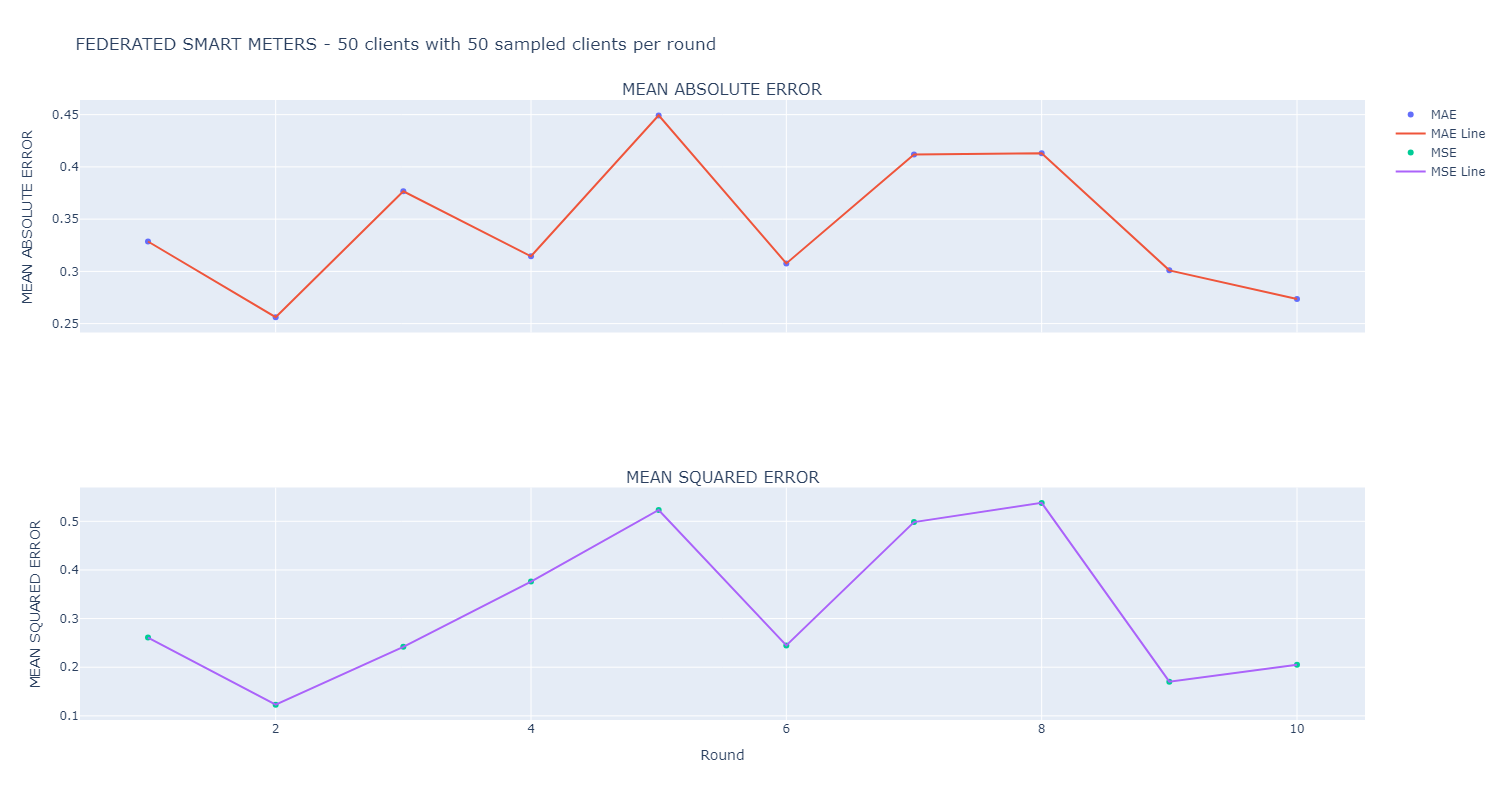 FEDERATED SMART METERS - 50 clients with 50 sampled clients per round
MEAN ABSOLUTE ERROR
MEAN ABSOLUTE ERROR
0.45
0.4
0.35
0.3
0.25
MAE
MAE Line
MSE
MSE Line
MEAN SQUARED ERROR
MEAN SQUARED ERROR
0.5
0.4
0.3
0.2
0.1
2
4
6
8
10
Round